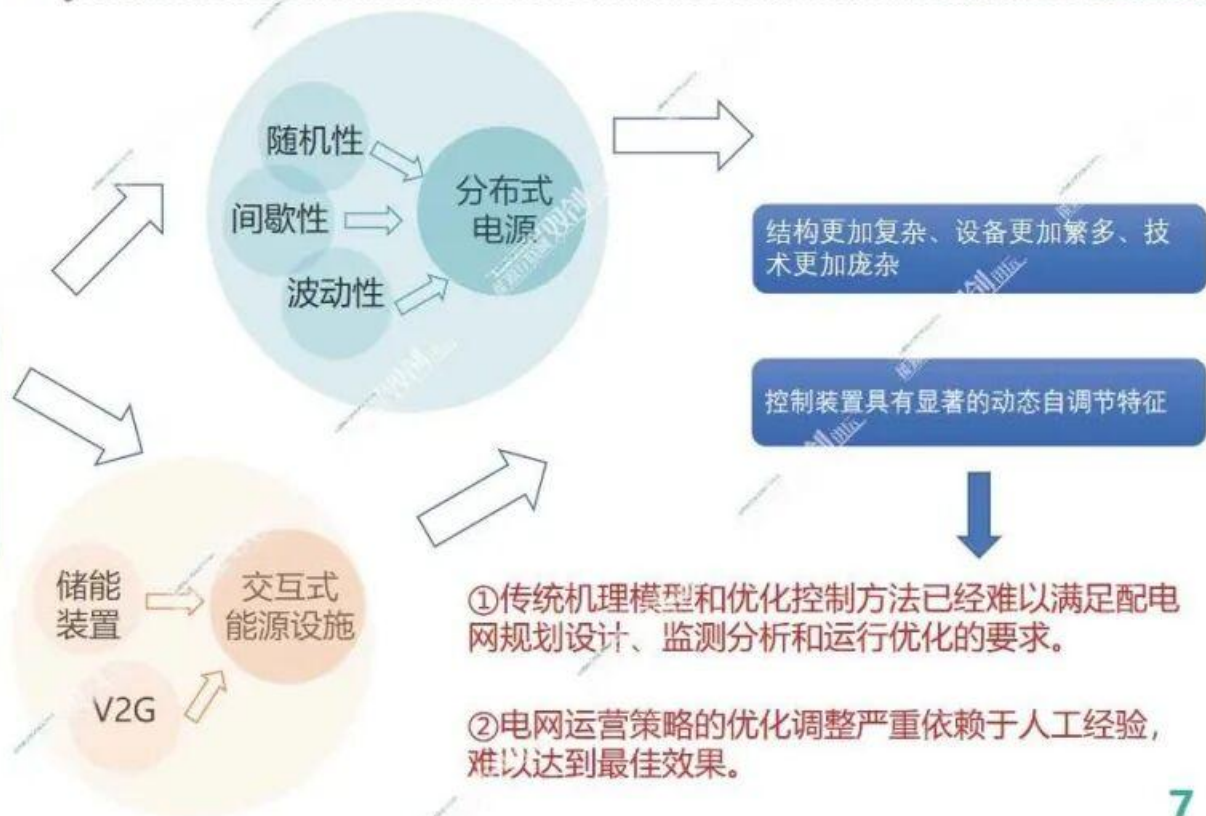 随机性
间歇性
波动性
分布式
电源
结构更加复杂、设备更加繁多、技
术更加庞杂
控制装置具有显著的动态自调节特征
储能
装置
V2G
交互式
能源设施
①传统机理模型和优化控制方法已经难以满足配电
网规划设计、监测分析和运行优化的要求。
②电网运营策略的优化调整严重依赖于人工经验，
难以达到最佳效果。
7